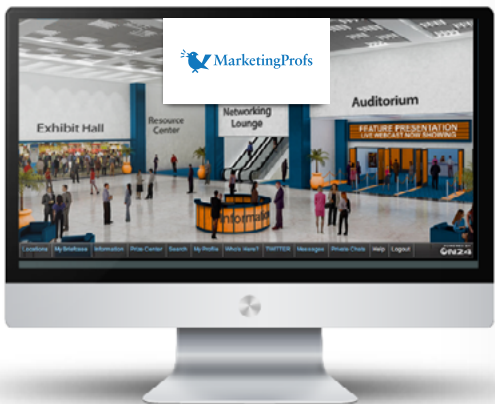 MarketingProfs
Exhibit Hall
Resource
Center
Networking
Lounge
Auditorium
FEATURE PRESENTATION
LIVE WEBCAST NOW SHOWING
Information
Locations My Briefcase Information Prize Center Search My Profile Who's Here? TWITTER Messages Private Chats Help Logout
ON24